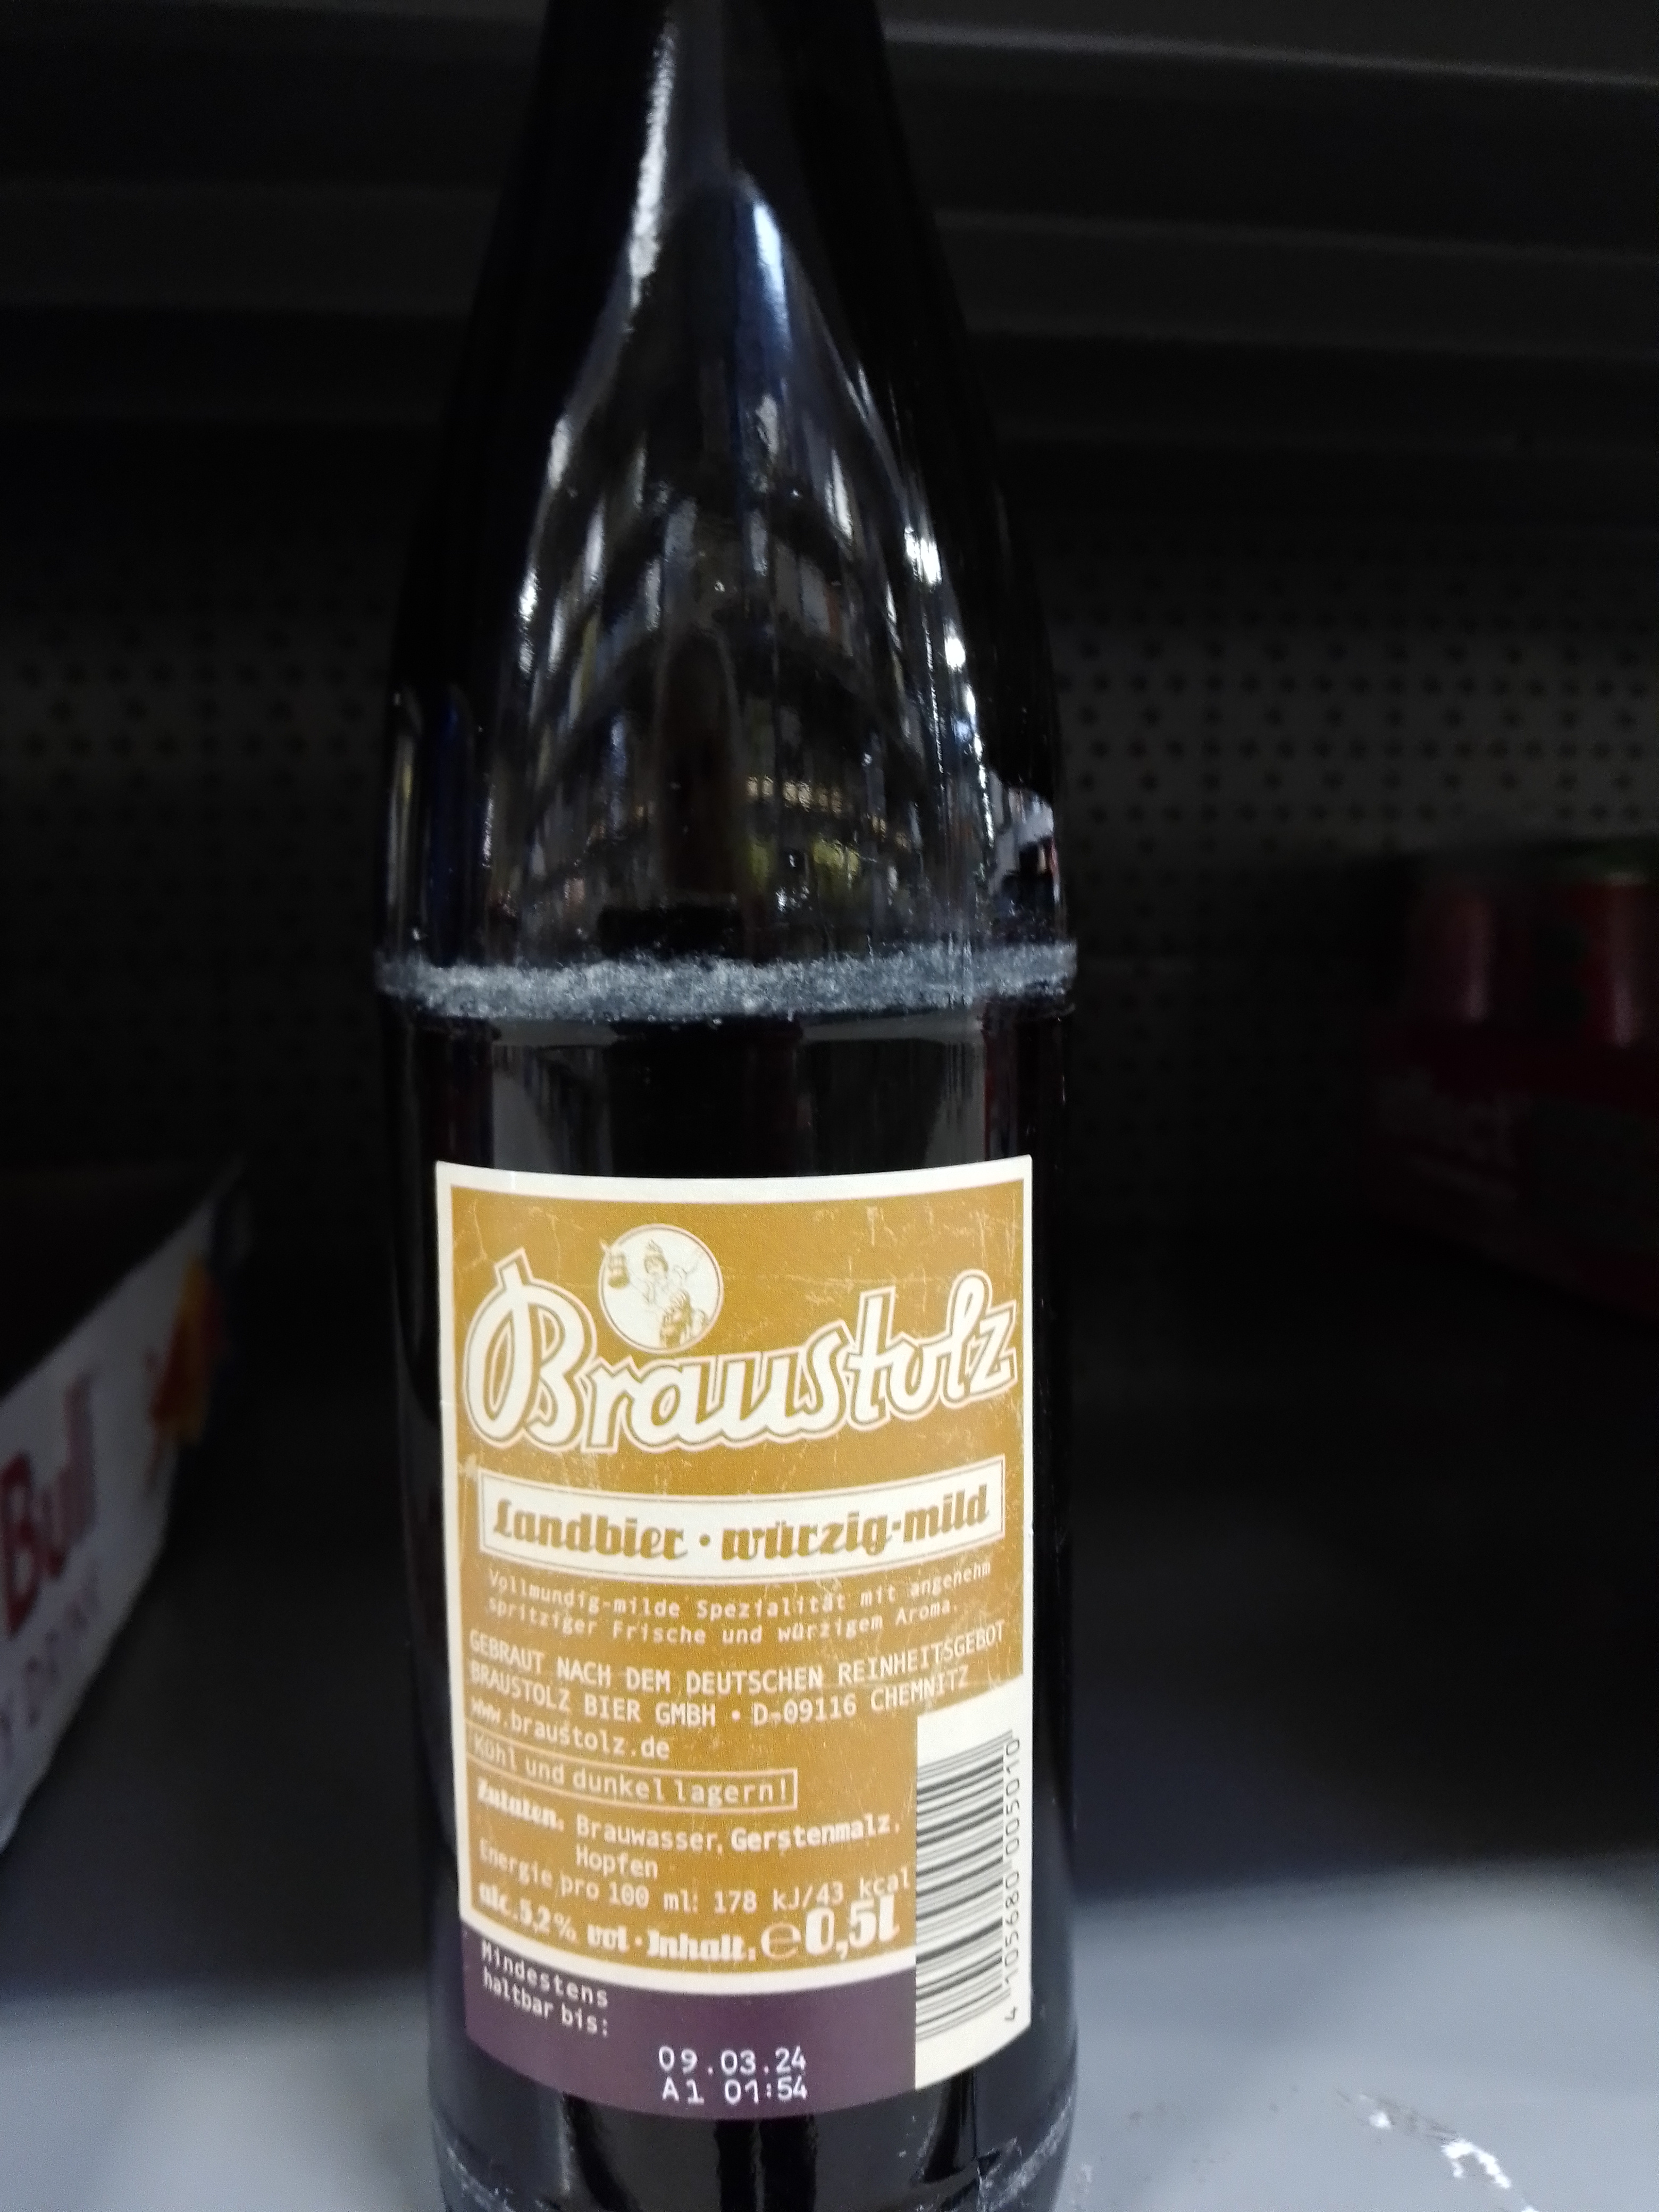 Braustolz
Landbier · würzig-mild
Vollmundig-milde Spezialität mit angenehm
spritziger Frische und würzigem Aroma.
GEBRAUT NACH DEM DEUTSCHEN REINHEITSGEBOT
BRAUSTOLZ BIER GMBH • D-09116 CHEMNITZ
www.braustolz.de
Kühl und dunkel lagern!
Zutaten: Brauwasser, Gerstenmalz,
Hopfen
Energie pro 100 ml: 178 kJ/43 kcal
alc. 5,2% vol · Inhalt: ℮ 0,5l
4 105680 005010
Mindestens
haltbar bis:
09.03.24
A1 01:54
Bull